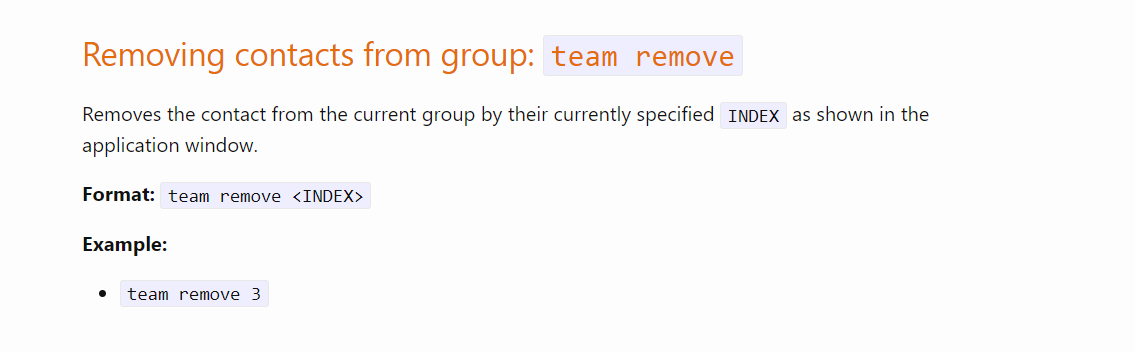 Removing contacts from group: team remove
Removes the contact from the current group by their currently specified INDEX as shown in the
application window.
Format: team remove <INDEX>
Example:
team remove 3